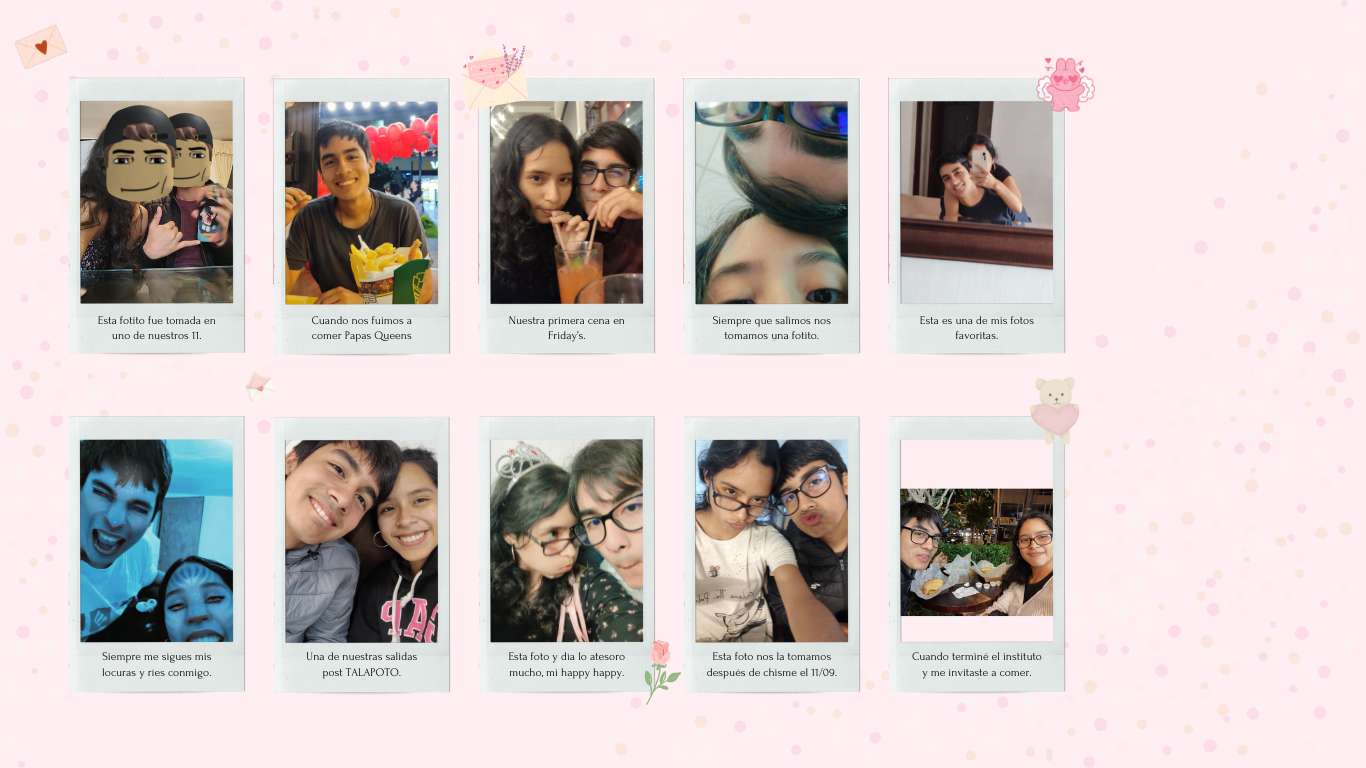 Esta fotito fue tomada en
uno de nuestros 11.
Cuando nos fuimos a
comer Papas Queens
Nuestra primera cena en
Friday's.
Siempre que salimos nos
tomamos una fotito.
Esta es una de mis fotos
favoritas.
Siempre me sigues mis
locuras y ries conmigo.
Una de nuestras salidas
post TALAPOTO.
Esta foto y dia lo atesoro
mucho, mi happy happy.
Esta foto nos la tomamos
después de chisme el 11/09.
Cuando terminé el instituto
y me invitaste a comer.